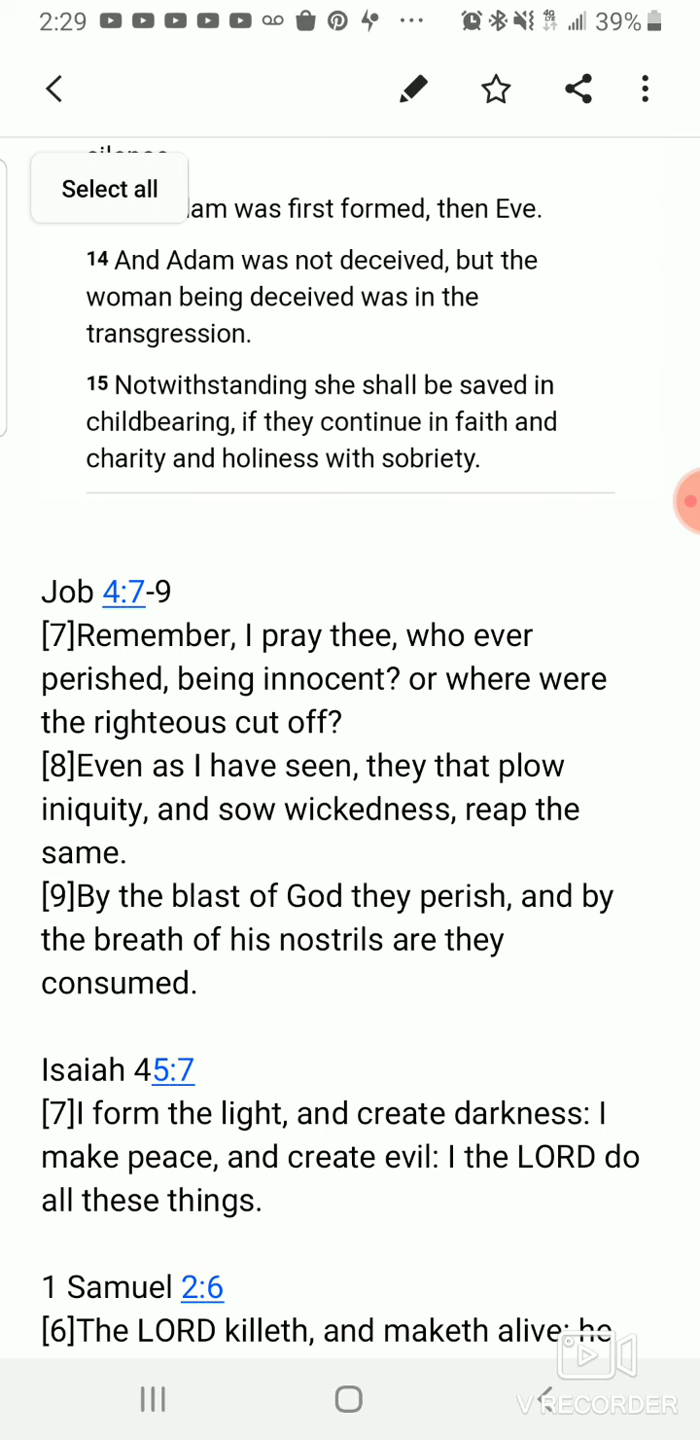 2:29
39%
Select all
am was first formed, then Eve.
14 And Adam was not deceived, but the
woman being deceived was in the
transgression.
15 Notwithstanding she shall be saved in
childbearing, if they continue in faith and
charity and holiness with sobriety.
Job 4:7-9
[7]Remember, I pray thee, who ever
perished, being innocent? or where were
the righteous cut off?
[8]Even as I have seen, they that plow
iniquity, and sow wickedness, reap the
same.
[9]By the blast of God they perish, and by
the breath of his nostrils are they
consumed.
Isaiah 45:7
[7]I form the light, and create darkness: I
make peace, and create evil: I the LORD do
all these things.
1 Samuel 2:6
[6]The LORD killeth, and maketh alive: he
V RECORDER